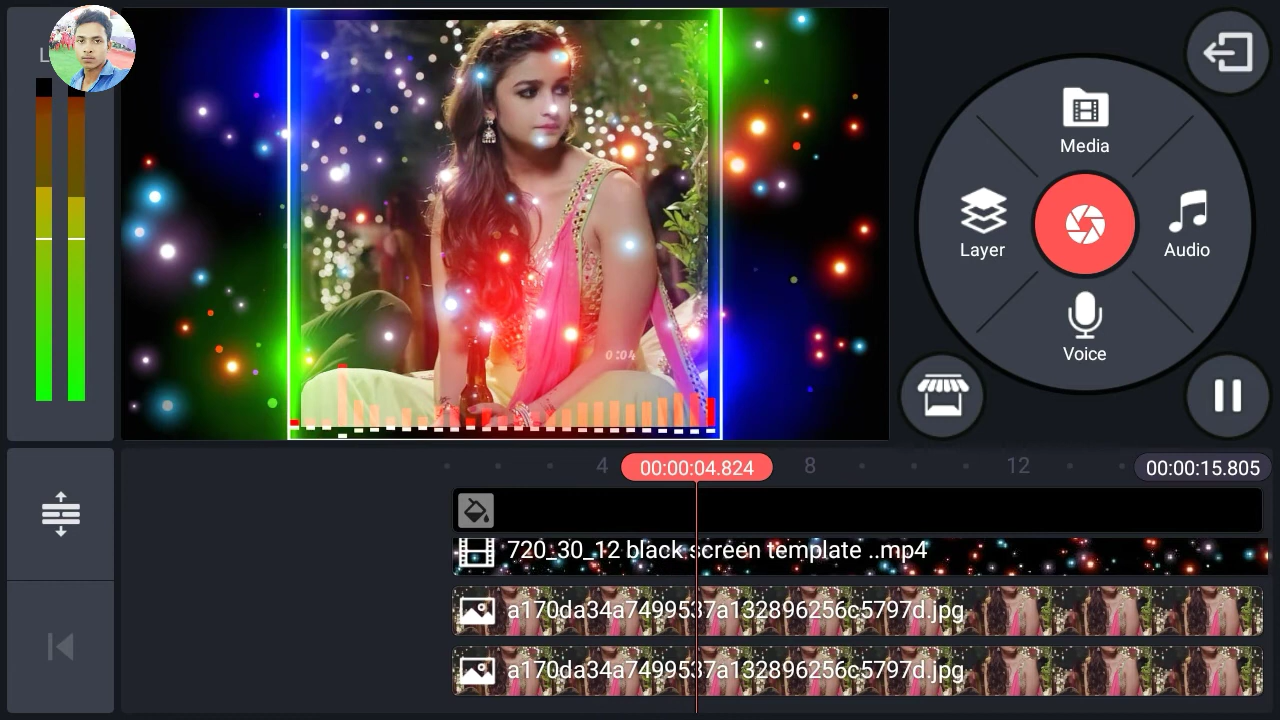 L
Media
Layer
Audio
Voice
0:04
4
00:00:04.824
8
12
00:00:15.805
720_30_12 black screen template ..mp4
a170da34a7499537a132896256c5797d.jpg
a170da34a7499537a132896256c5797d.jpg